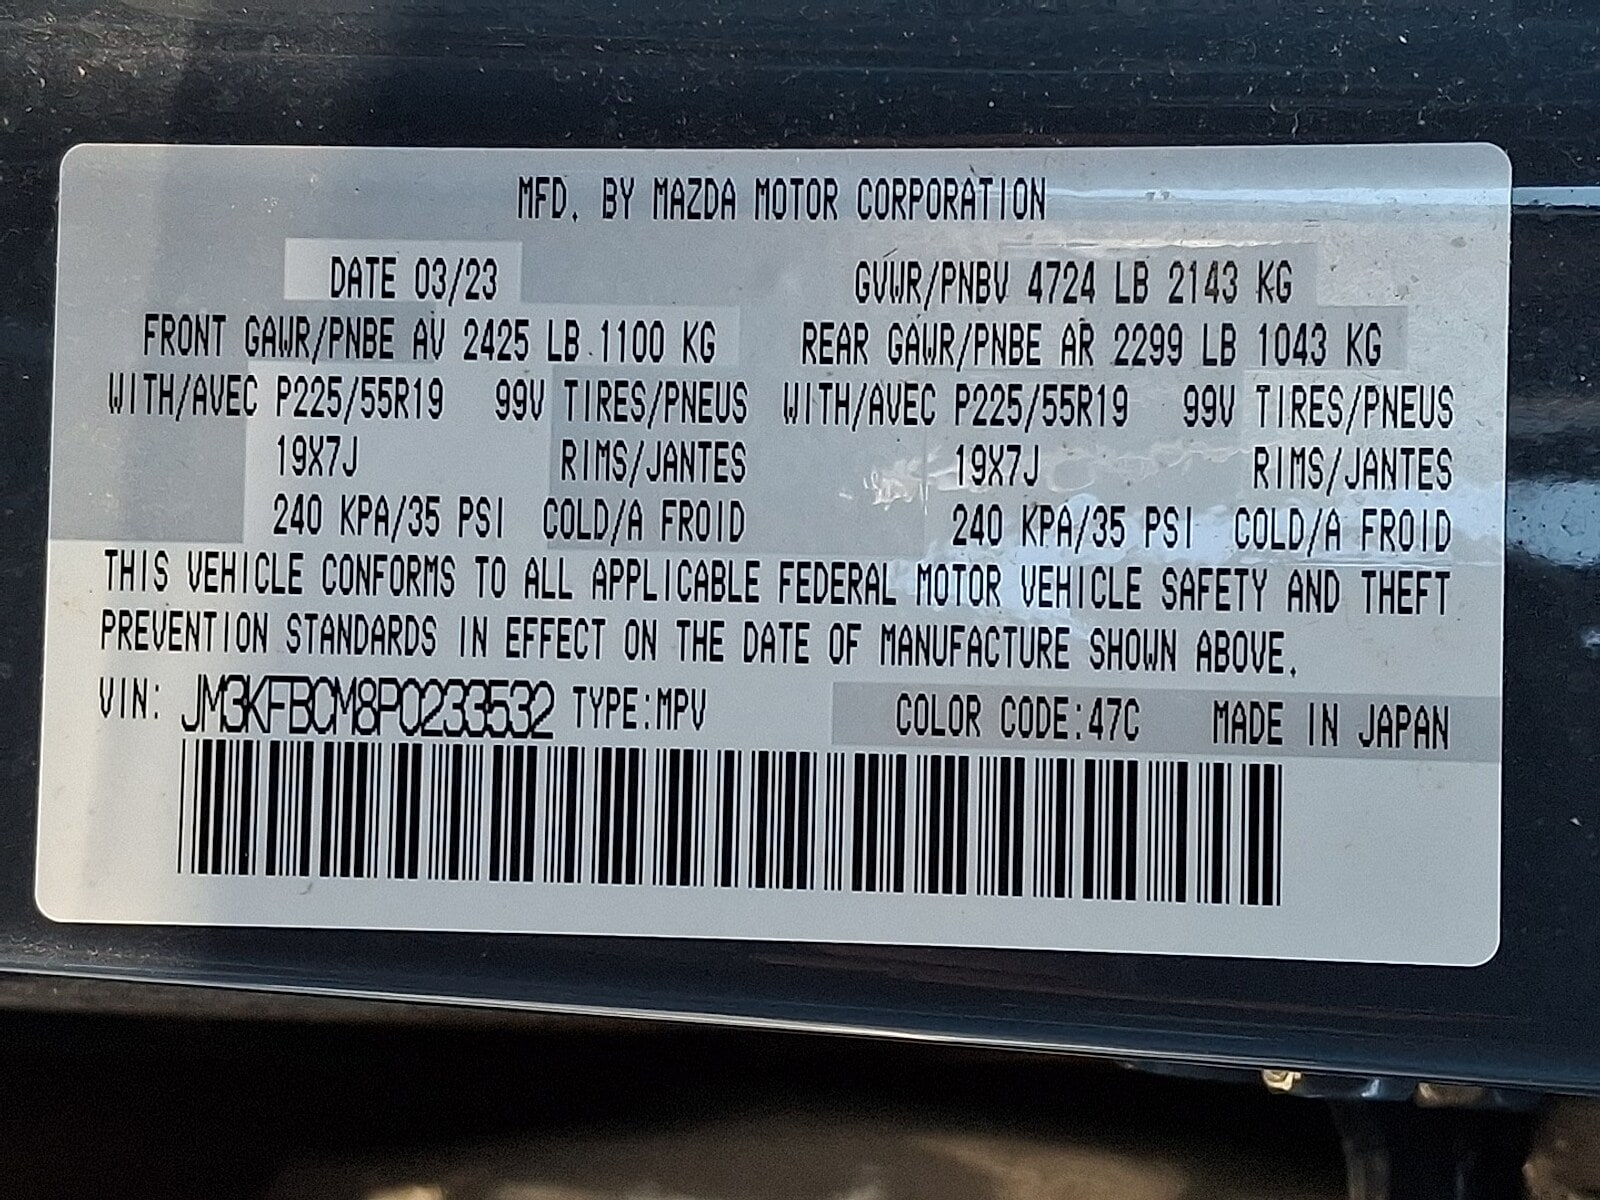 MFD. BY MAZDA MOTOR CORPORATION
DATE 03/23 GVWR/PNBV 4724 LB 2143 KG
FRONT GAWR/PNBE AV 2425 LB 1100 KG REAR GAWR/PNBE AR 2299 LB 1043 KG
WITH/AVEC P225/55R19 99V TIRES/PNEUS WITH/AVEC P225/55R19 99V TIRES/PNEUS
19X7J RIMS/JANTES 19X7J RIMS/JANTES
240 KPA/35 PSI COLD/A FROID 240 KPA/35 PSI COLD/A FROID
THIS VEHICLE CONFORMS TO ALL APPLICABLE FEDERAL MOTOR VEHICLE SAFETY AND THEFT
PREVENTION STANDARDS IN EFFECT ON THE DATE OF MANUFACTURE SHOWN ABOVE.
VIN: JM3KFBCM8P0233532 TYPE:MPV COLOR CODE:47C MADE IN JAPAN